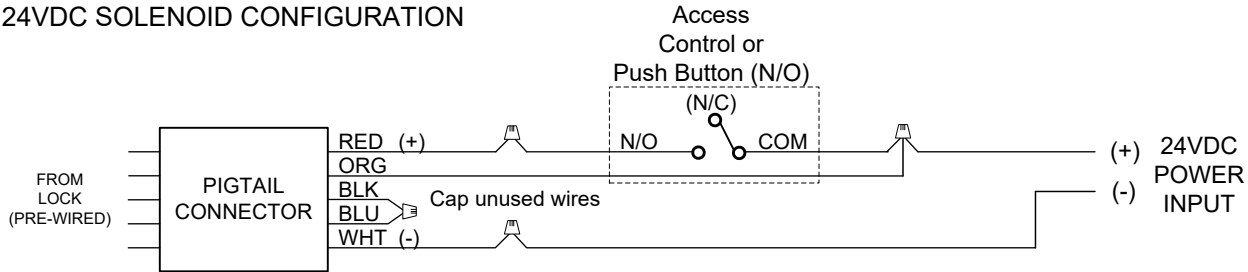 24VDC SOLENOID CONFIGURATION
Access
Control or
Push Button (N/O)
(N/C)
N/O
COM
RED (+)
ORG
BLK
BLU
WHT (-)
Cap unused wires
FROM
LOCK
(PRE-WIRED)
PIGTAIL
CONNECTOR
(+)
(-)
24VDC
POWER
INPUT